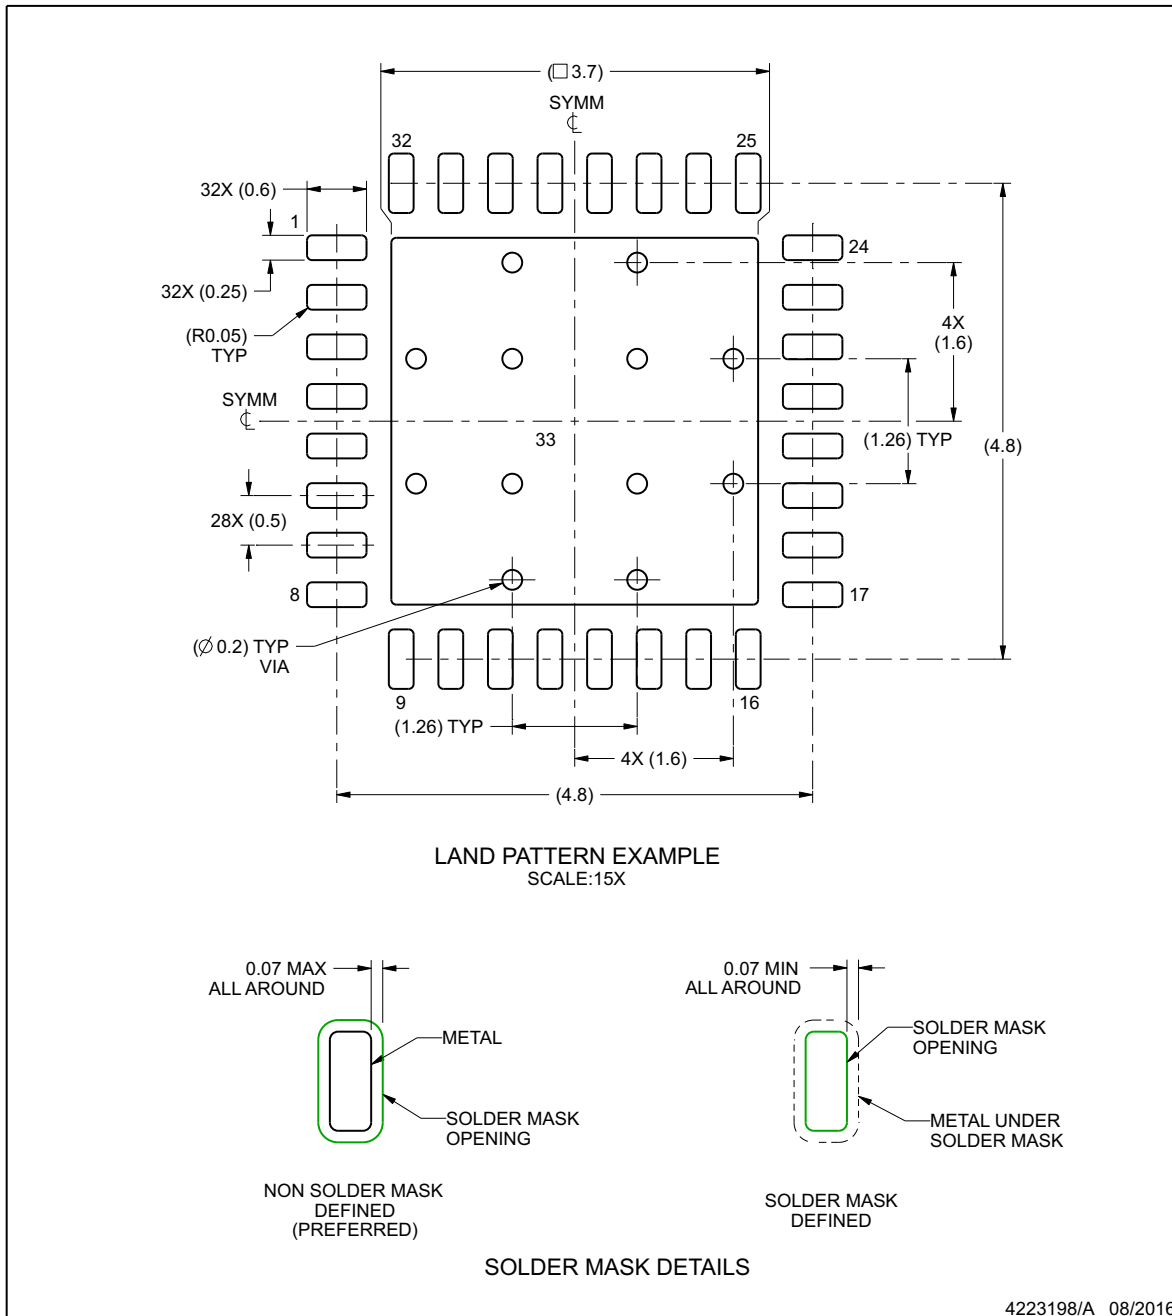 (□ 3.7)
SYMM
℄
32
25
32X (0.6)
1
24
32X (0.25)
(R0.05)
TYP
4X
(1.6)
SYMM
℄
33
(1.26) TYP
(4.8)
28X (0.5)
8
17
(∅ 0.2) TYP
VIA
9
16
(1.26) TYP
4X (1.6)
(4.8)
LAND PATTERN EXAMPLE
SCALE:15X
0.07 MAX
ALL AROUND
METAL
SOLDER MASK
OPENING
NON SOLDER MASK
DEFINED
(PREFERRED)
0.07 MIN
ALL AROUND
SOLDER MASK
OPENING
METAL UNDER
SOLDER MASK
SOLDER MASK
DEFINED
SOLDER MASK DETAILS
4223198/A 08/2016